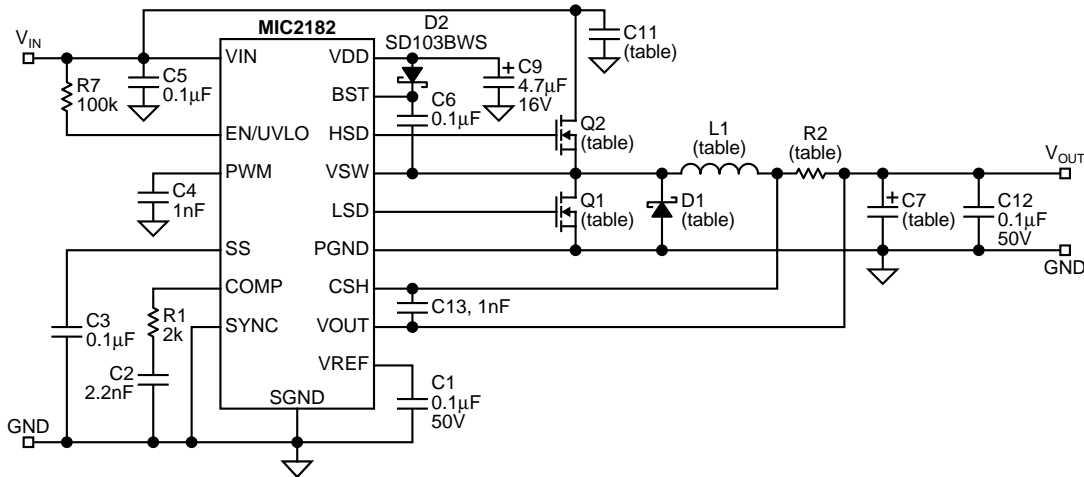 MIC2182
V_IN
R7
100k
C5
0.1µF
VIN
EN/UVLO
PWM
SS
COMP
SYNC
SGND
VDD
BST
HSD
VSW
LSD
PGND
CSH
VOUT
VREF
D2
SD103BWS
C9
4.7µF
16V
C6
0.1µF
C11
(table)
Q2
(table)
Q1
(table)
D1
(table)
L1
(table)
R2
(table)
C7
(table)
C12
0.1µF
50V
V_OUT
GND
C4
1nF
C3
0.1µF
R1
2k
C2
2.2nF
C13, 1nF
C1
0.1µF
50V
GND